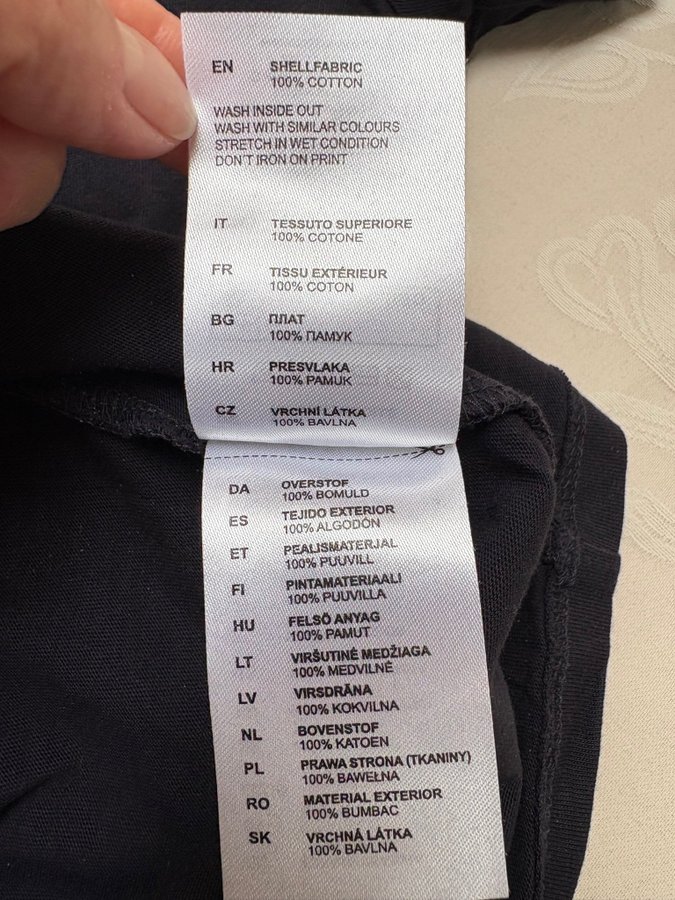 EN SHELLFABRIC
100% COTTON
WASH INSIDE OUT
WASH WITH SIMILAR COLOURS
STRETCH IN WET CONDITION
DON'T IRON ON PRINT
IT TESSUTO SUPERIORE
100% COTONE
FR TISSU EXTÉRIEUR
100% COTON
BG ПЛАТ
100% ПАМУК
HR PRESVLAKA
100% PAMUK
CZ VRCHNÍ LÁTKA
100% BAVLNA
DA OVERSTOF
100% BOMULD
ES TEJIDO EXTERIOR
100% ALGODÓN
ET PEALISMATERJAL
100% PUUVILL
FI PINTAMATERIAALI
100% PUUVILLA
HU FELSŐ ANYAG
100% PAMUT
LT VIRŠUTINĖ MEDŽIAGA
100% MEDVILNĖ
LV VIRSDRĀNA
100% KOKVILNA
NL BOVENSTOF
100% KATOEN
PL PRAWA STRONA (TKANINY)
100% BAWEŁNA
RO MATERIAL EXTERIOR
100% BUMBAC
SK VRCHNÁ LÁTKA
100% BAVLNA